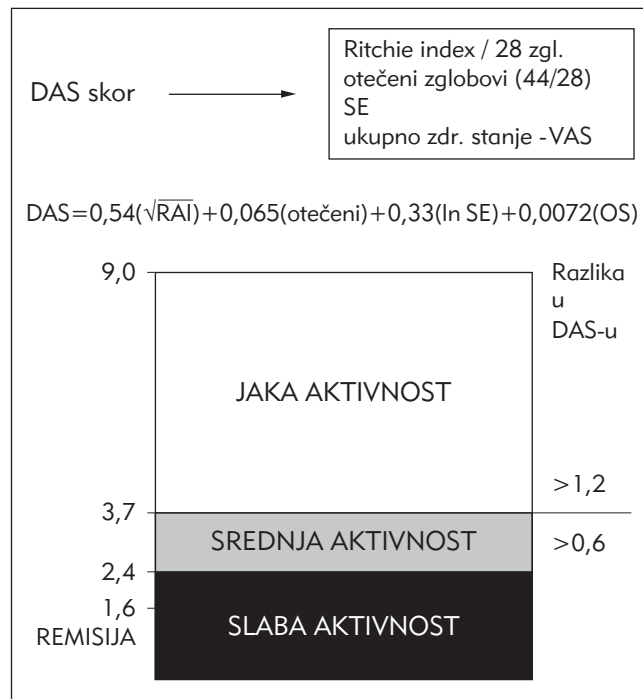 DAS skor
Ritchie index / 28 zgl.
otečeni zglobovi (44/28)
SE
ukupno zdr. stanje -VAS
DAS=0,54(√RAI)+0,065(otečeni)+0,33(ln SE)+0,0072(OS)
9,0
Razlika
u
DAS-u
JAKA AKTIVNOST
>1,2
3,7
SREDNJA AKTIVNOST
>0,6
2,4
1,6
REMISIJA
SLABA AKTIVNOST